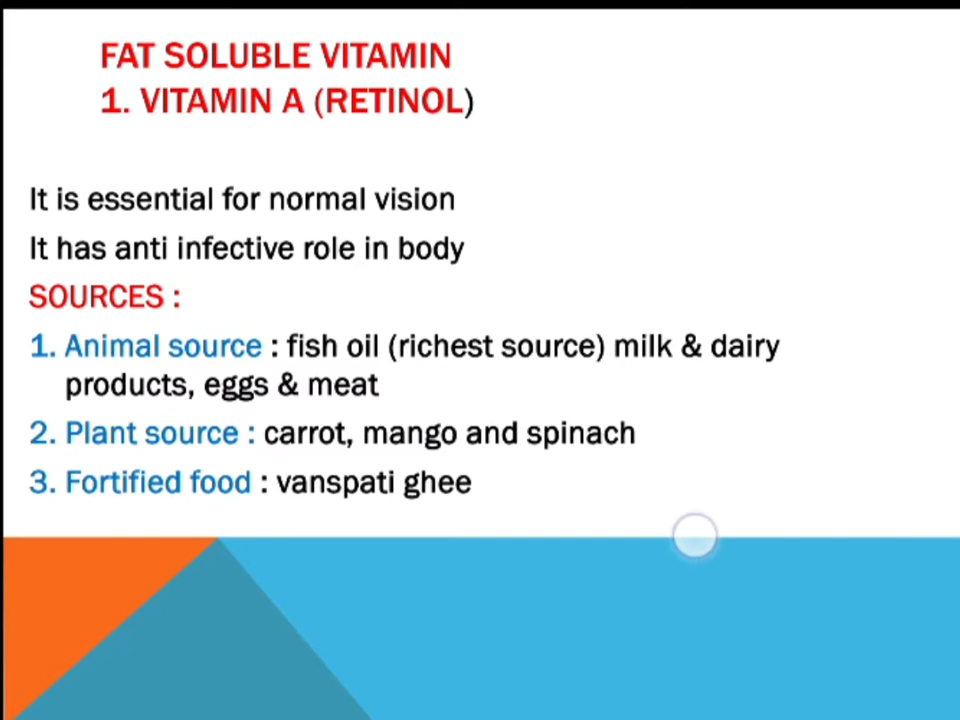 FAT SOLUBLE VITAMIN
1. VITAMIN A (RETINOL)
It is essential for normal vision
It has anti infective role in body
SOURCES :
1. Animal source : fish oil (richest source) milk & dairy
products, eggs & meat
2. Plant source : carrot, mango and spinach
3. Fortified food : vanspati ghee